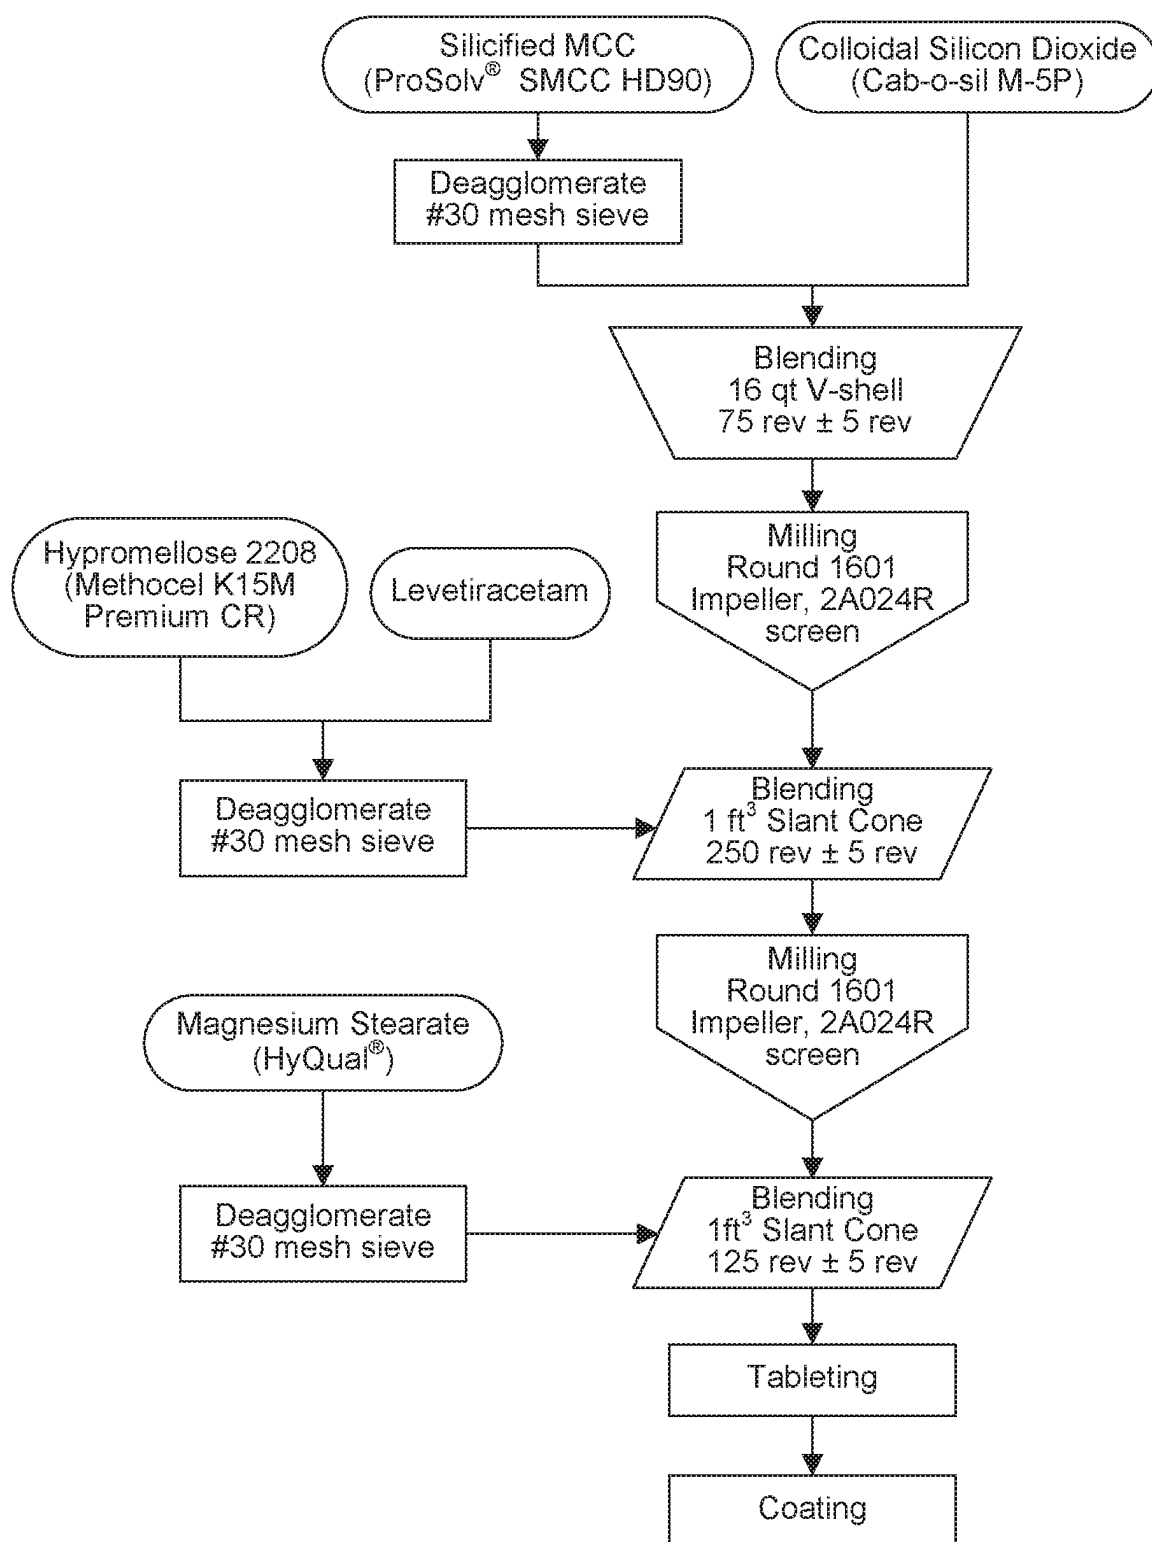 Silicified MCC
(ProSolv® SMCC HD90)
Colloidal Silicon Dioxide
(Cab-o-sil M-5P)
Deagglomerate
#30 mesh sieve
Blending
16 qt V-shell
75 rev ± 5 rev
Milling
Round 1601
Impeller, 2A024R
screen
Hypromellose 2208
(Methocel K15M
Premium CR)
Levetiracetam
Deagglomerate
#30 mesh sieve
Blending
1 ft³ Slant Cone
250 rev ± 5 rev
Milling
Round 1601
Impeller, 2A024R
screen
Magnesium Stearate
(HyQual®)
Deagglomerate
#30 mesh sieve
Blending
1ft³ Slant Cone
125 rev ± 5 rev
Tableting
Coating